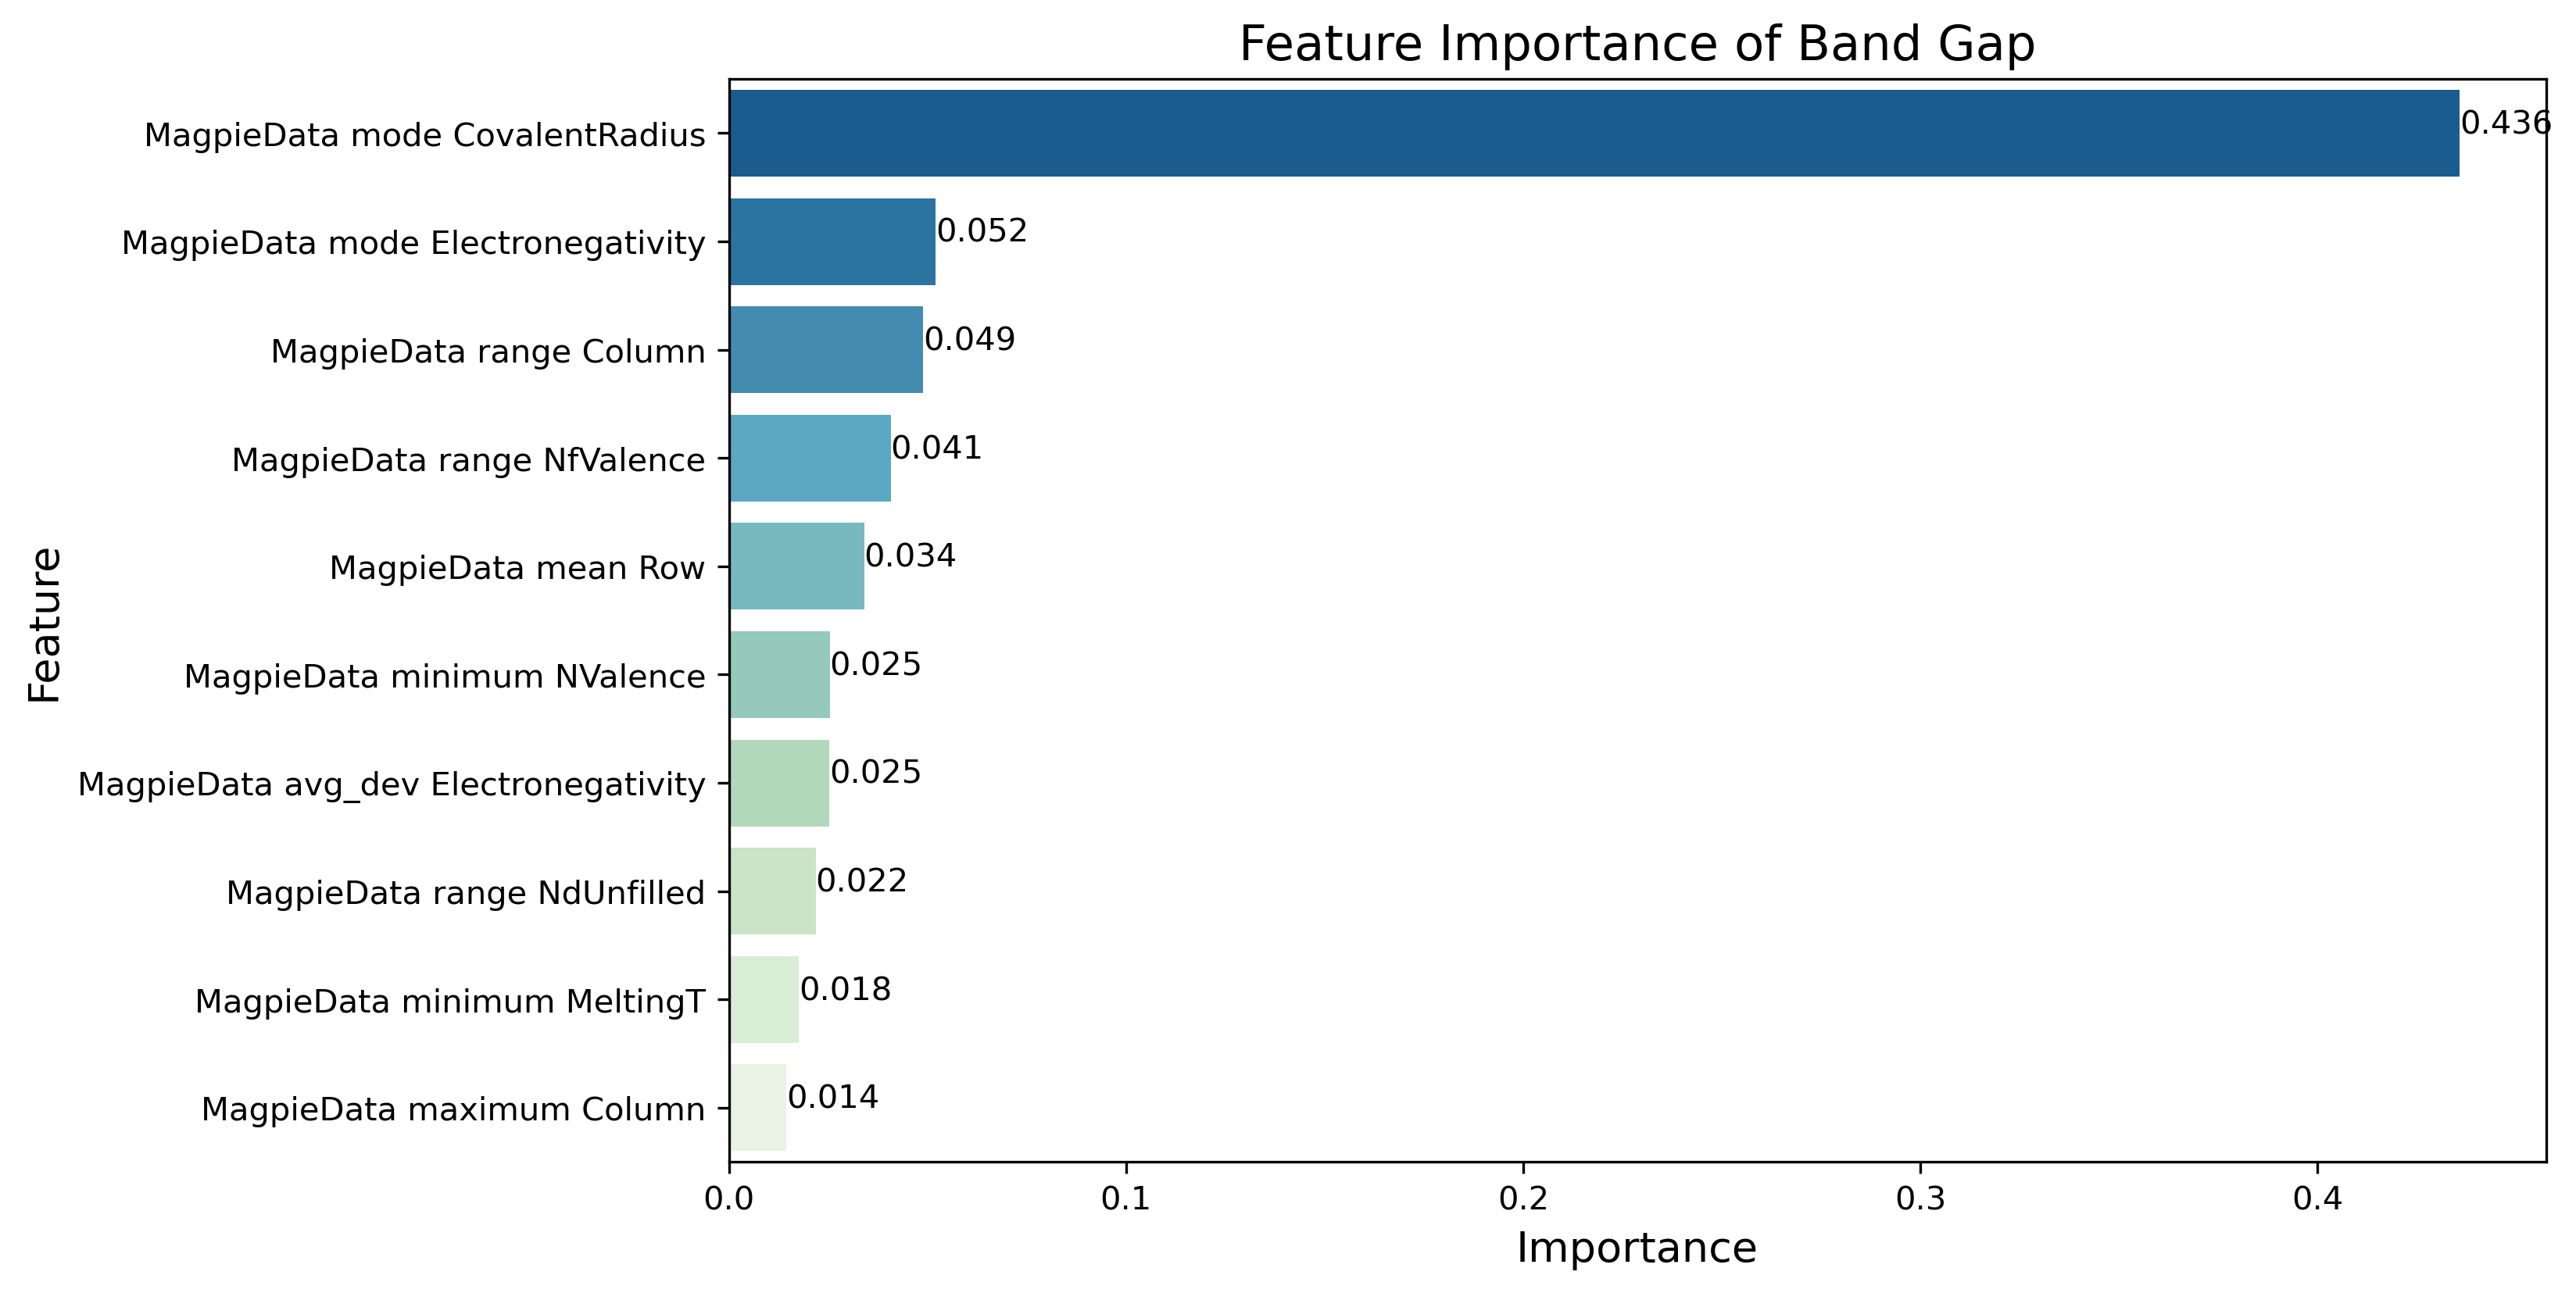 Feature Importance of Band Gap
MagpieData mode CovalentRadius 0.436
MagpieData mode Electronegativity 0.052
MagpieData range Column 0.049
MagpieData range NfValence 0.041
MagpieData mean Row 0.034
MagpieData minimum NValence 0.025
MagpieData avg_dev Electronegativity 0.025
MagpieData range NdUnfilled 0.022
MagpieData minimum MeltingT 0.018
MagpieData maximum Column 0.014
Feature
0.0 0.1 0.2 0.3 0.4
Importance